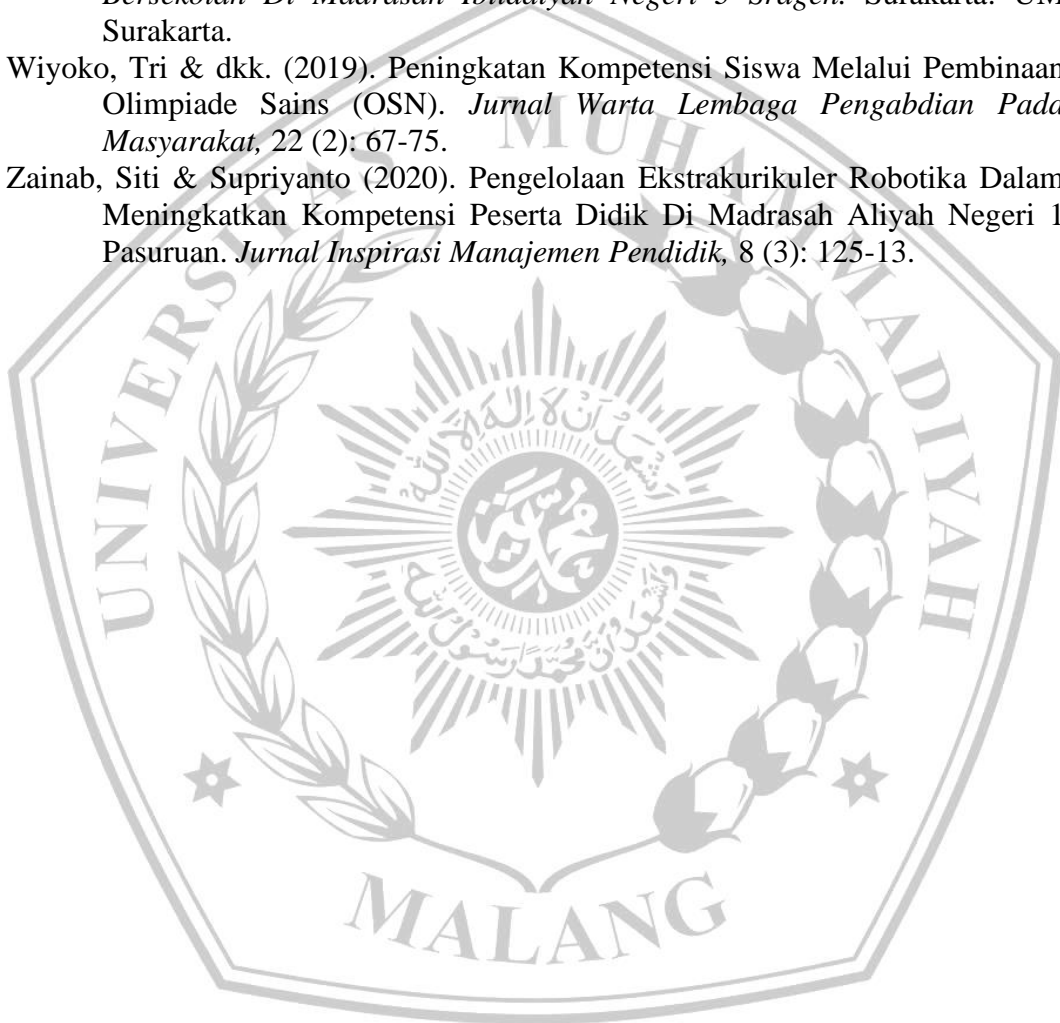 Bersekolah Di Madrasah Ibtidaiyah Negeri 5 Sragen. Surakarta: UM
Surakarta.
Wiyoko, Tri & dkk. (2019). Peningkatan Kompetensi Siswa Melalui Pembinaan
Olimpiade Sains (OSN). Jurnal Warta Lembaga Pengabdian Pada
Masyarakat, 22 (2): 67-75.
Zainab, Siti & Supriyanto (2020). Pengelolaan Ekstrakurikuler Robotika Dalam
Meningkatkan Kompetensi Peserta Didik Di Madrasah Aliyah Negeri 1
Pasuruan. Jurnal Inspirasi Manajemen Pendidik, 8 (3): 125-13.
UNIVERSITAS MUHAMMADIYAH
MALANG